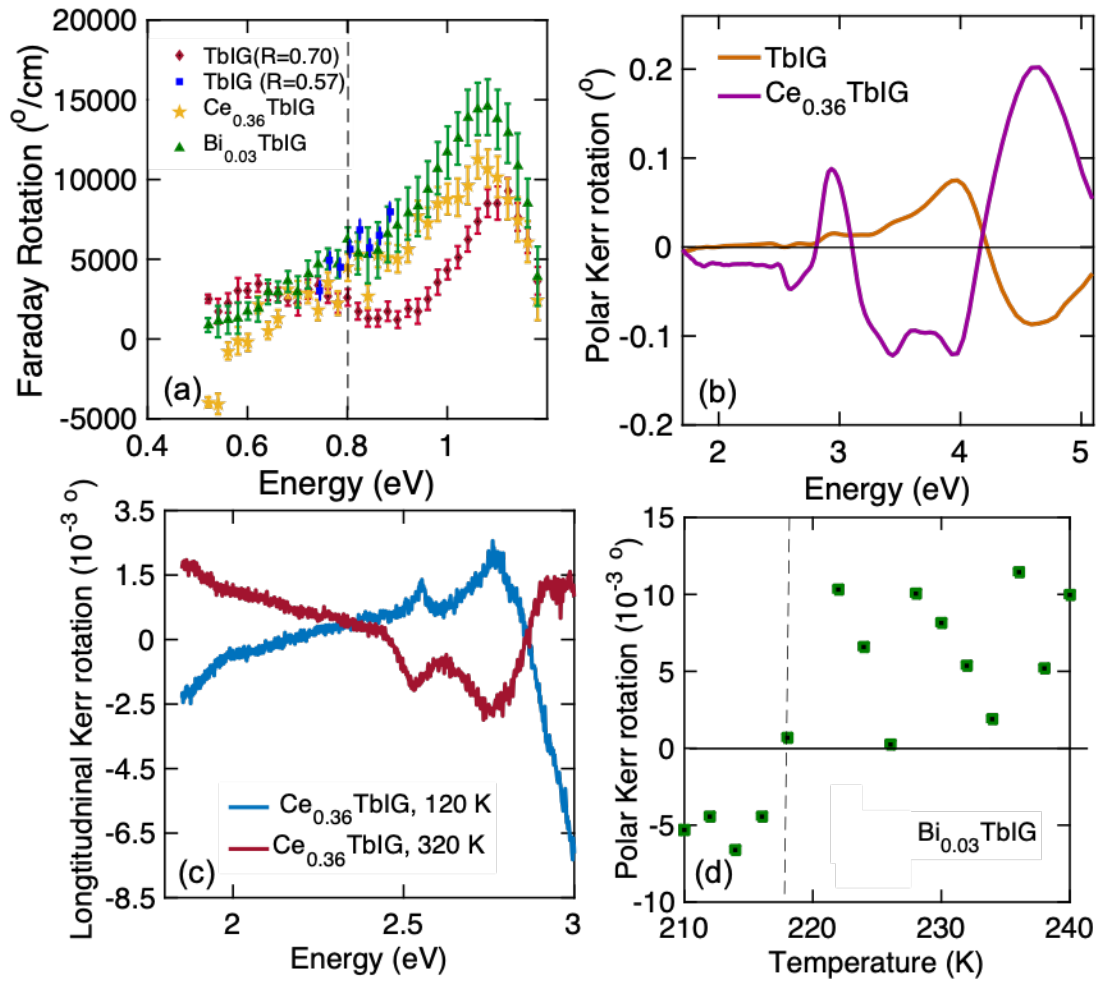 20000
15000
10000
5000
0
-5000
Faraday Rotation (º/cm)
TbIG(R=0.70)
TbIG (R=0.57)
Ce0.36TbIG
Bi0.03TbIG
(a)
0.4 0.6 0.8 1
Energy (eV)
0.2
0.1
0
-0.1
-0.2
Polar Kerr rotation (º)
TbIG
Ce0.36TbIG
(b)
2 3 4 5
Energy (eV)
3.5
1.5
0
-2.5
-4.5
-6.5
-8.5
Longtitudninal Kerr rotation (10-3 º)
Ce0.36TbIG, 120 K
Ce0.36TbIG, 320 K
(c)
2 2.5 3
Energy (eV)
15
10
5
0
-5
-10
Polar Kerr rotation (10-3 º)
Bi0.03TbIG
(d)
210 220 230 240
Temperature (K)